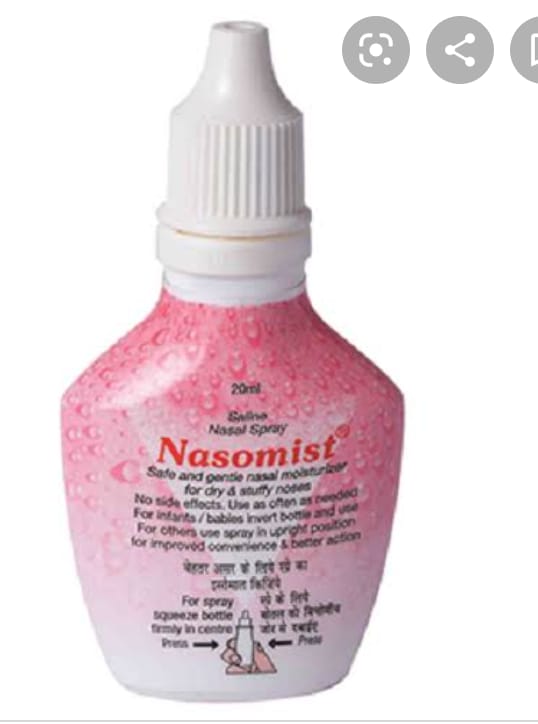 20ml
Saline
Nasal Spray
Nasomist®
Safe and gentle nasal moisturizer
for dry & stuffy noses
No side effects. Use as often as needed
For infants / babies invert bottle and use
For others use spray in upright position
for improved convenience & better action
बेहतर असर के लिये स्प्रे का
इस्तेमाल किजिये
For spray
squeeze bottle
firmly in centre
स्प्रे के लिये
बोतल को
जोर से दबाईए
Press
Press